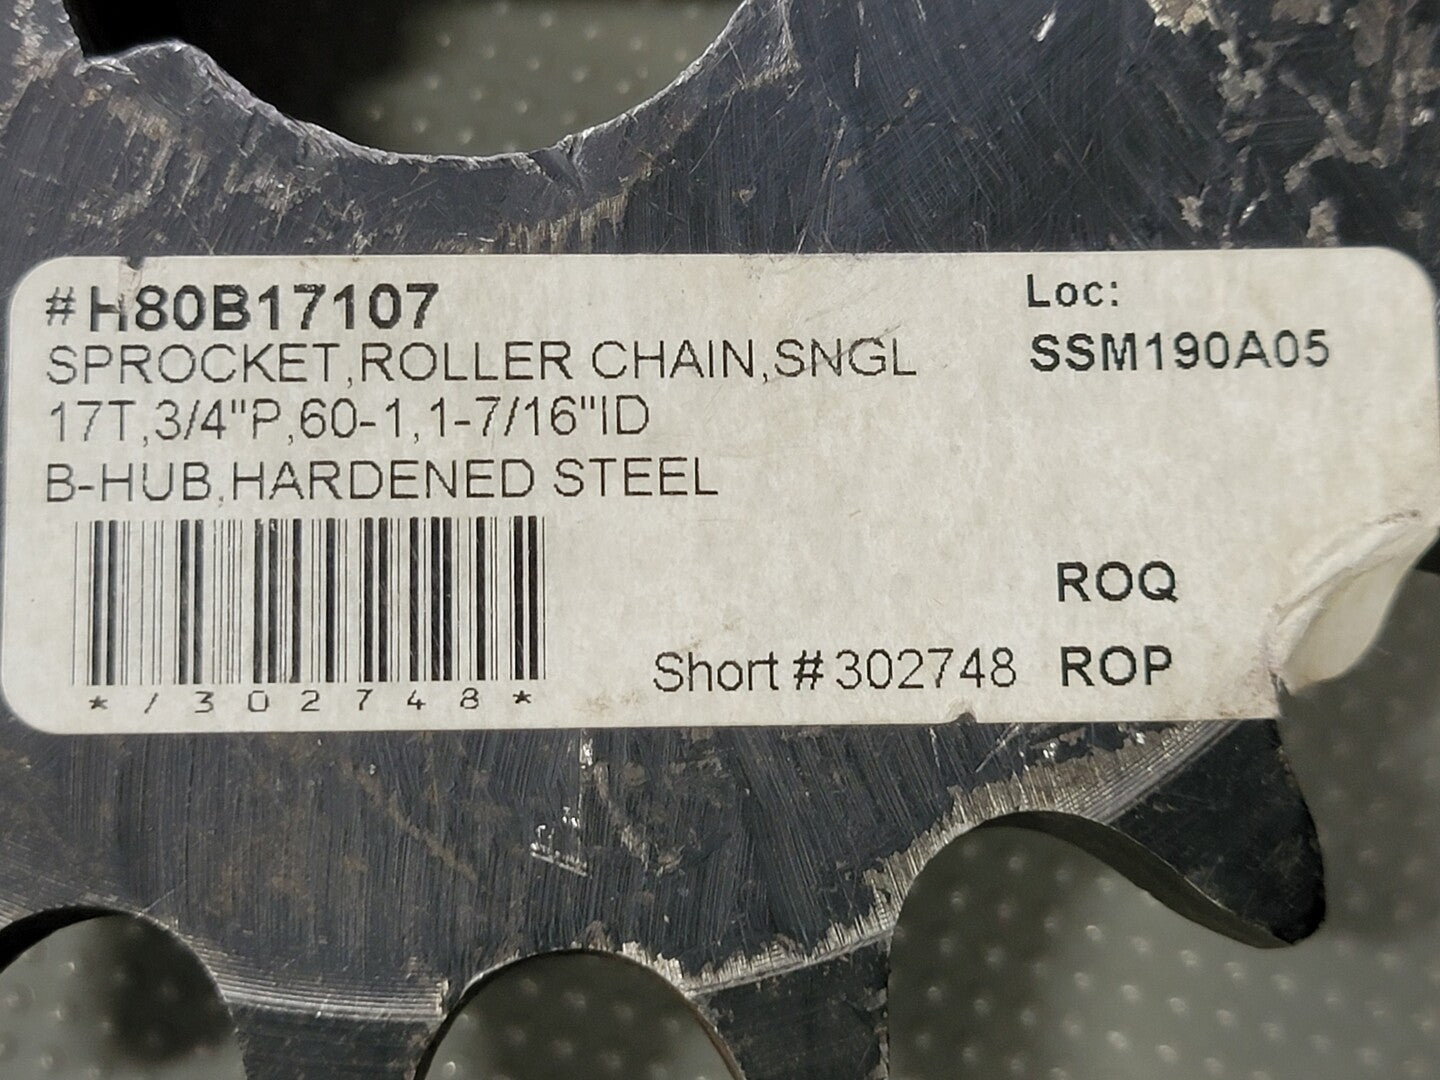 #H80B17107
SPROCKET,ROLLER CHAIN,SNGL
17T,3/4"P,60-1,1-7/16"ID
B-HUB,HARDENED STEEL
*/302748*
Loc:
SSM190A05
ROQ
Short #302748 ROP